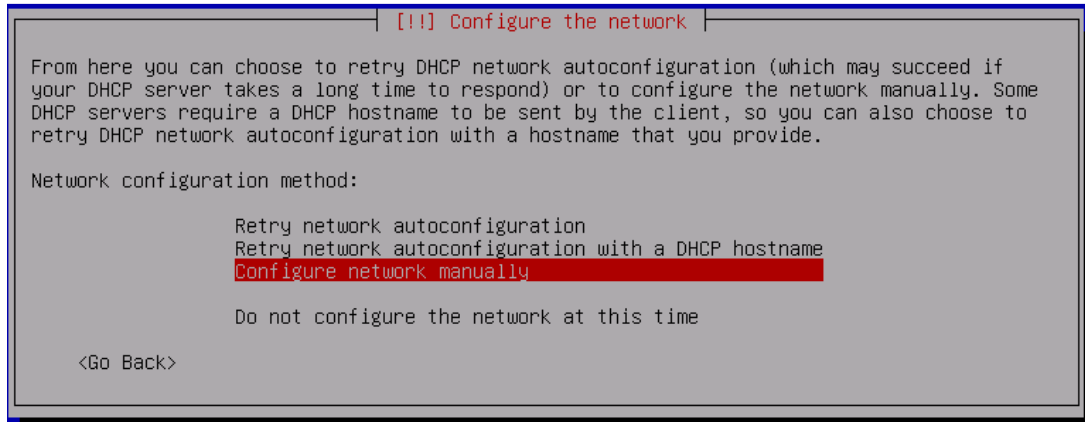 [!!] Configure the network
From here you can choose to retry DHCP network autoconfiguration (which may succeed if
your DHCP server takes a long time to respond) or to configure the network manually. Some
DHCP servers require a DHCP hostname to be sent by the client, so you can also choose to
retry DHCP network autoconfiguration with a hostname that you provide.
Network configuration method:
Retry network autoconfiguration
Retry network autoconfiguration with a DHCP hostname
Configure network manually
Do not configure the network at this time
<Go Back>